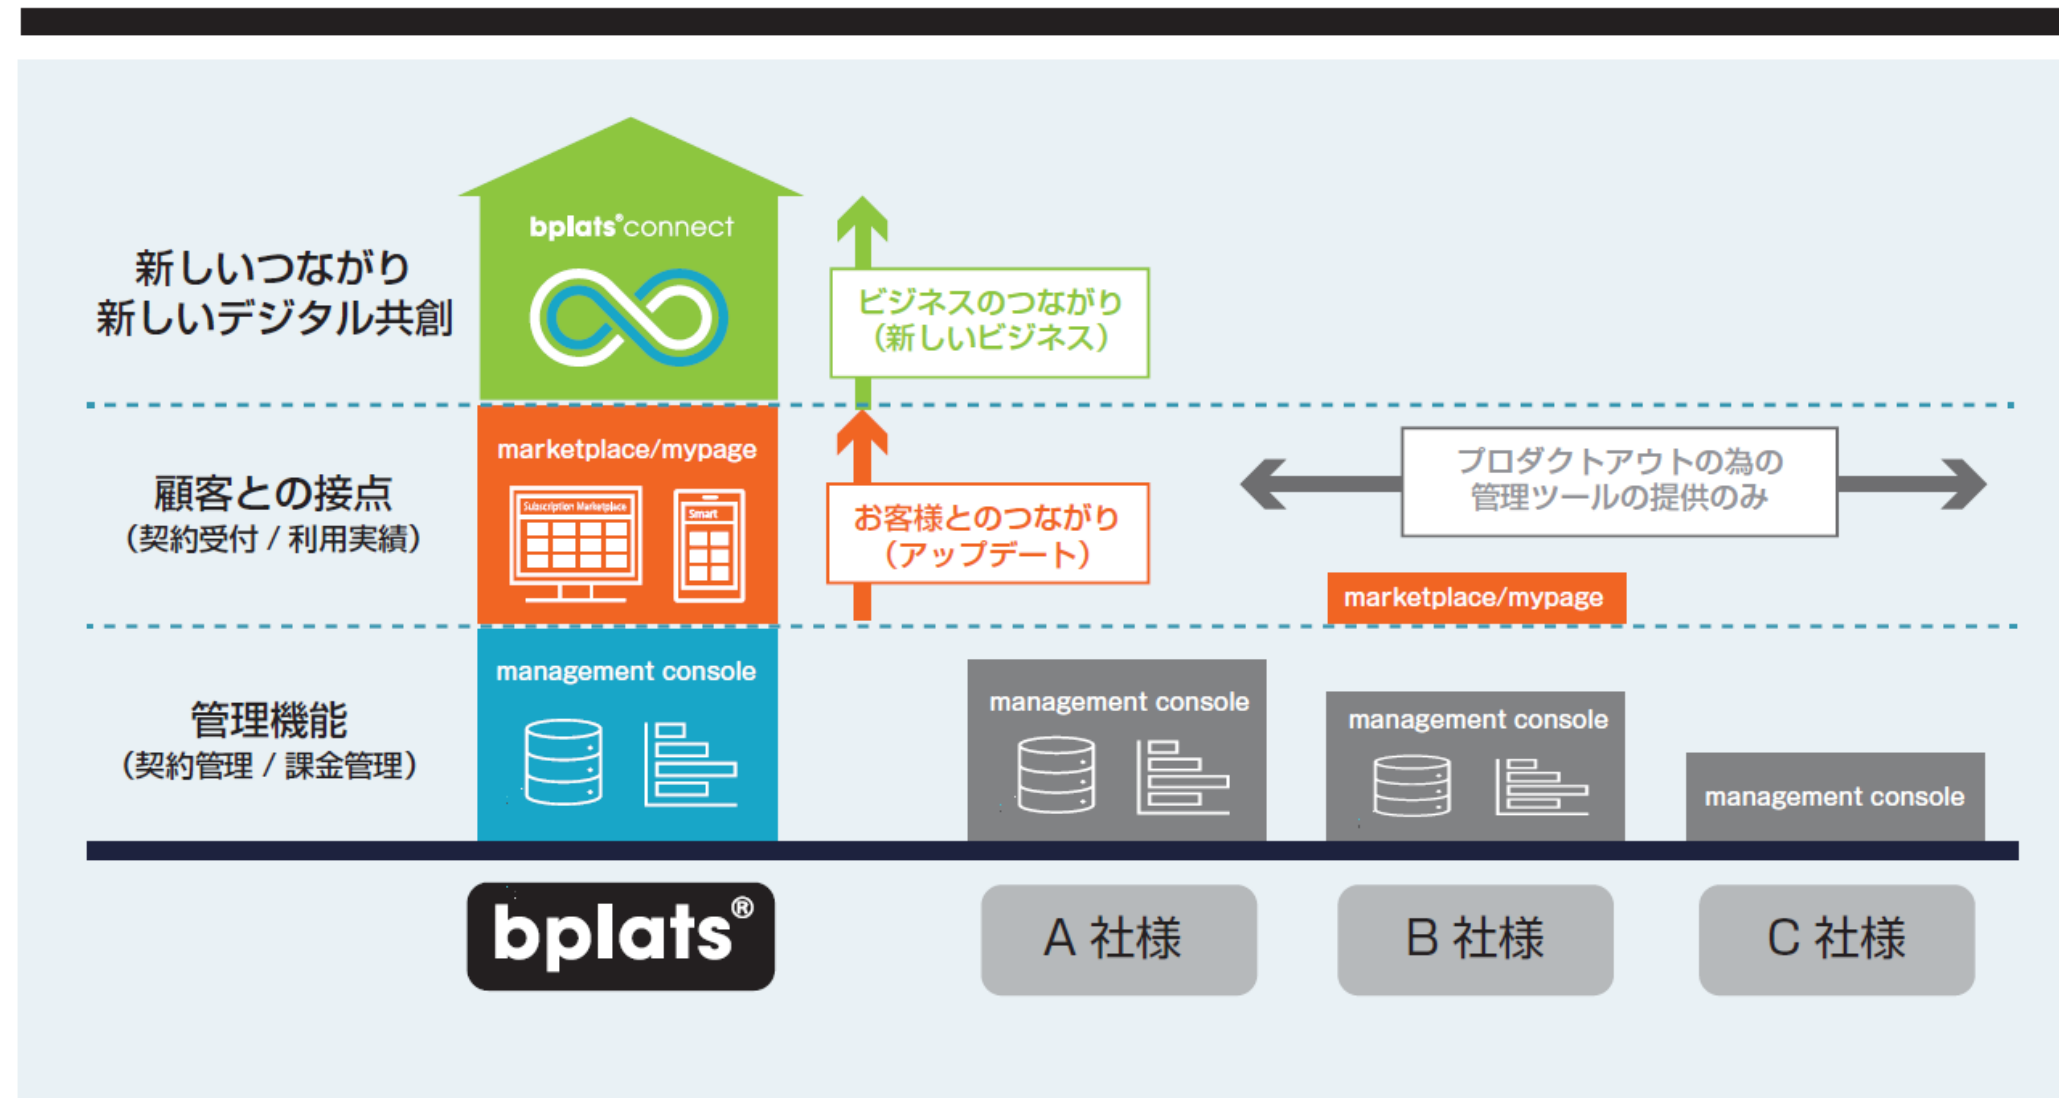 bplats®connect
新しいつながり
新しいデジタル共創
ビジネスのつながり
（新しいビジネス）
marketplace/mypage
Subscription Marketplace
Smart
顧客との接点
（契約受付 / 利用実績）
お客様とのつながり
（アップデート）
プロダクトアウトの為の
管理ツールの提供のみ
marketplace/mypage
management console
管理機能
（契約管理 / 課金管理）
management console
management console
management console
bplats®
A 社様
B 社様
C 社様